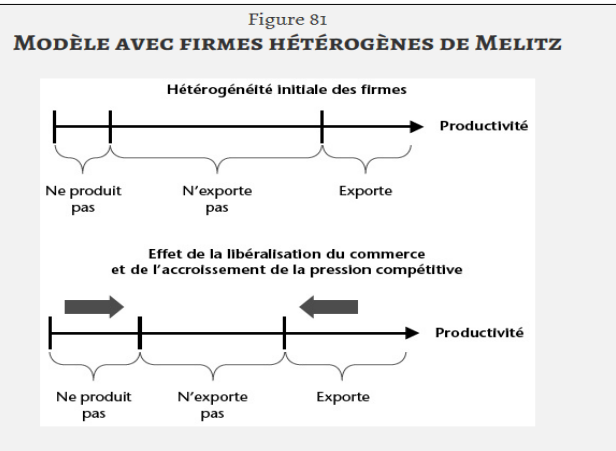 Figure 81
MODÈLE AVEC FIRMES HÉTÉROGÈNES DE MELITZ
Hétérogénéité initiale des firmes
Productivité
Ne produit
pas
N'exporte
pas
Exporte
Effet de la libéralisation du commerce
et de l'accroissement de la pression compétitive
Productivité
Ne produit
pas
N'exporte
pas
Exporte